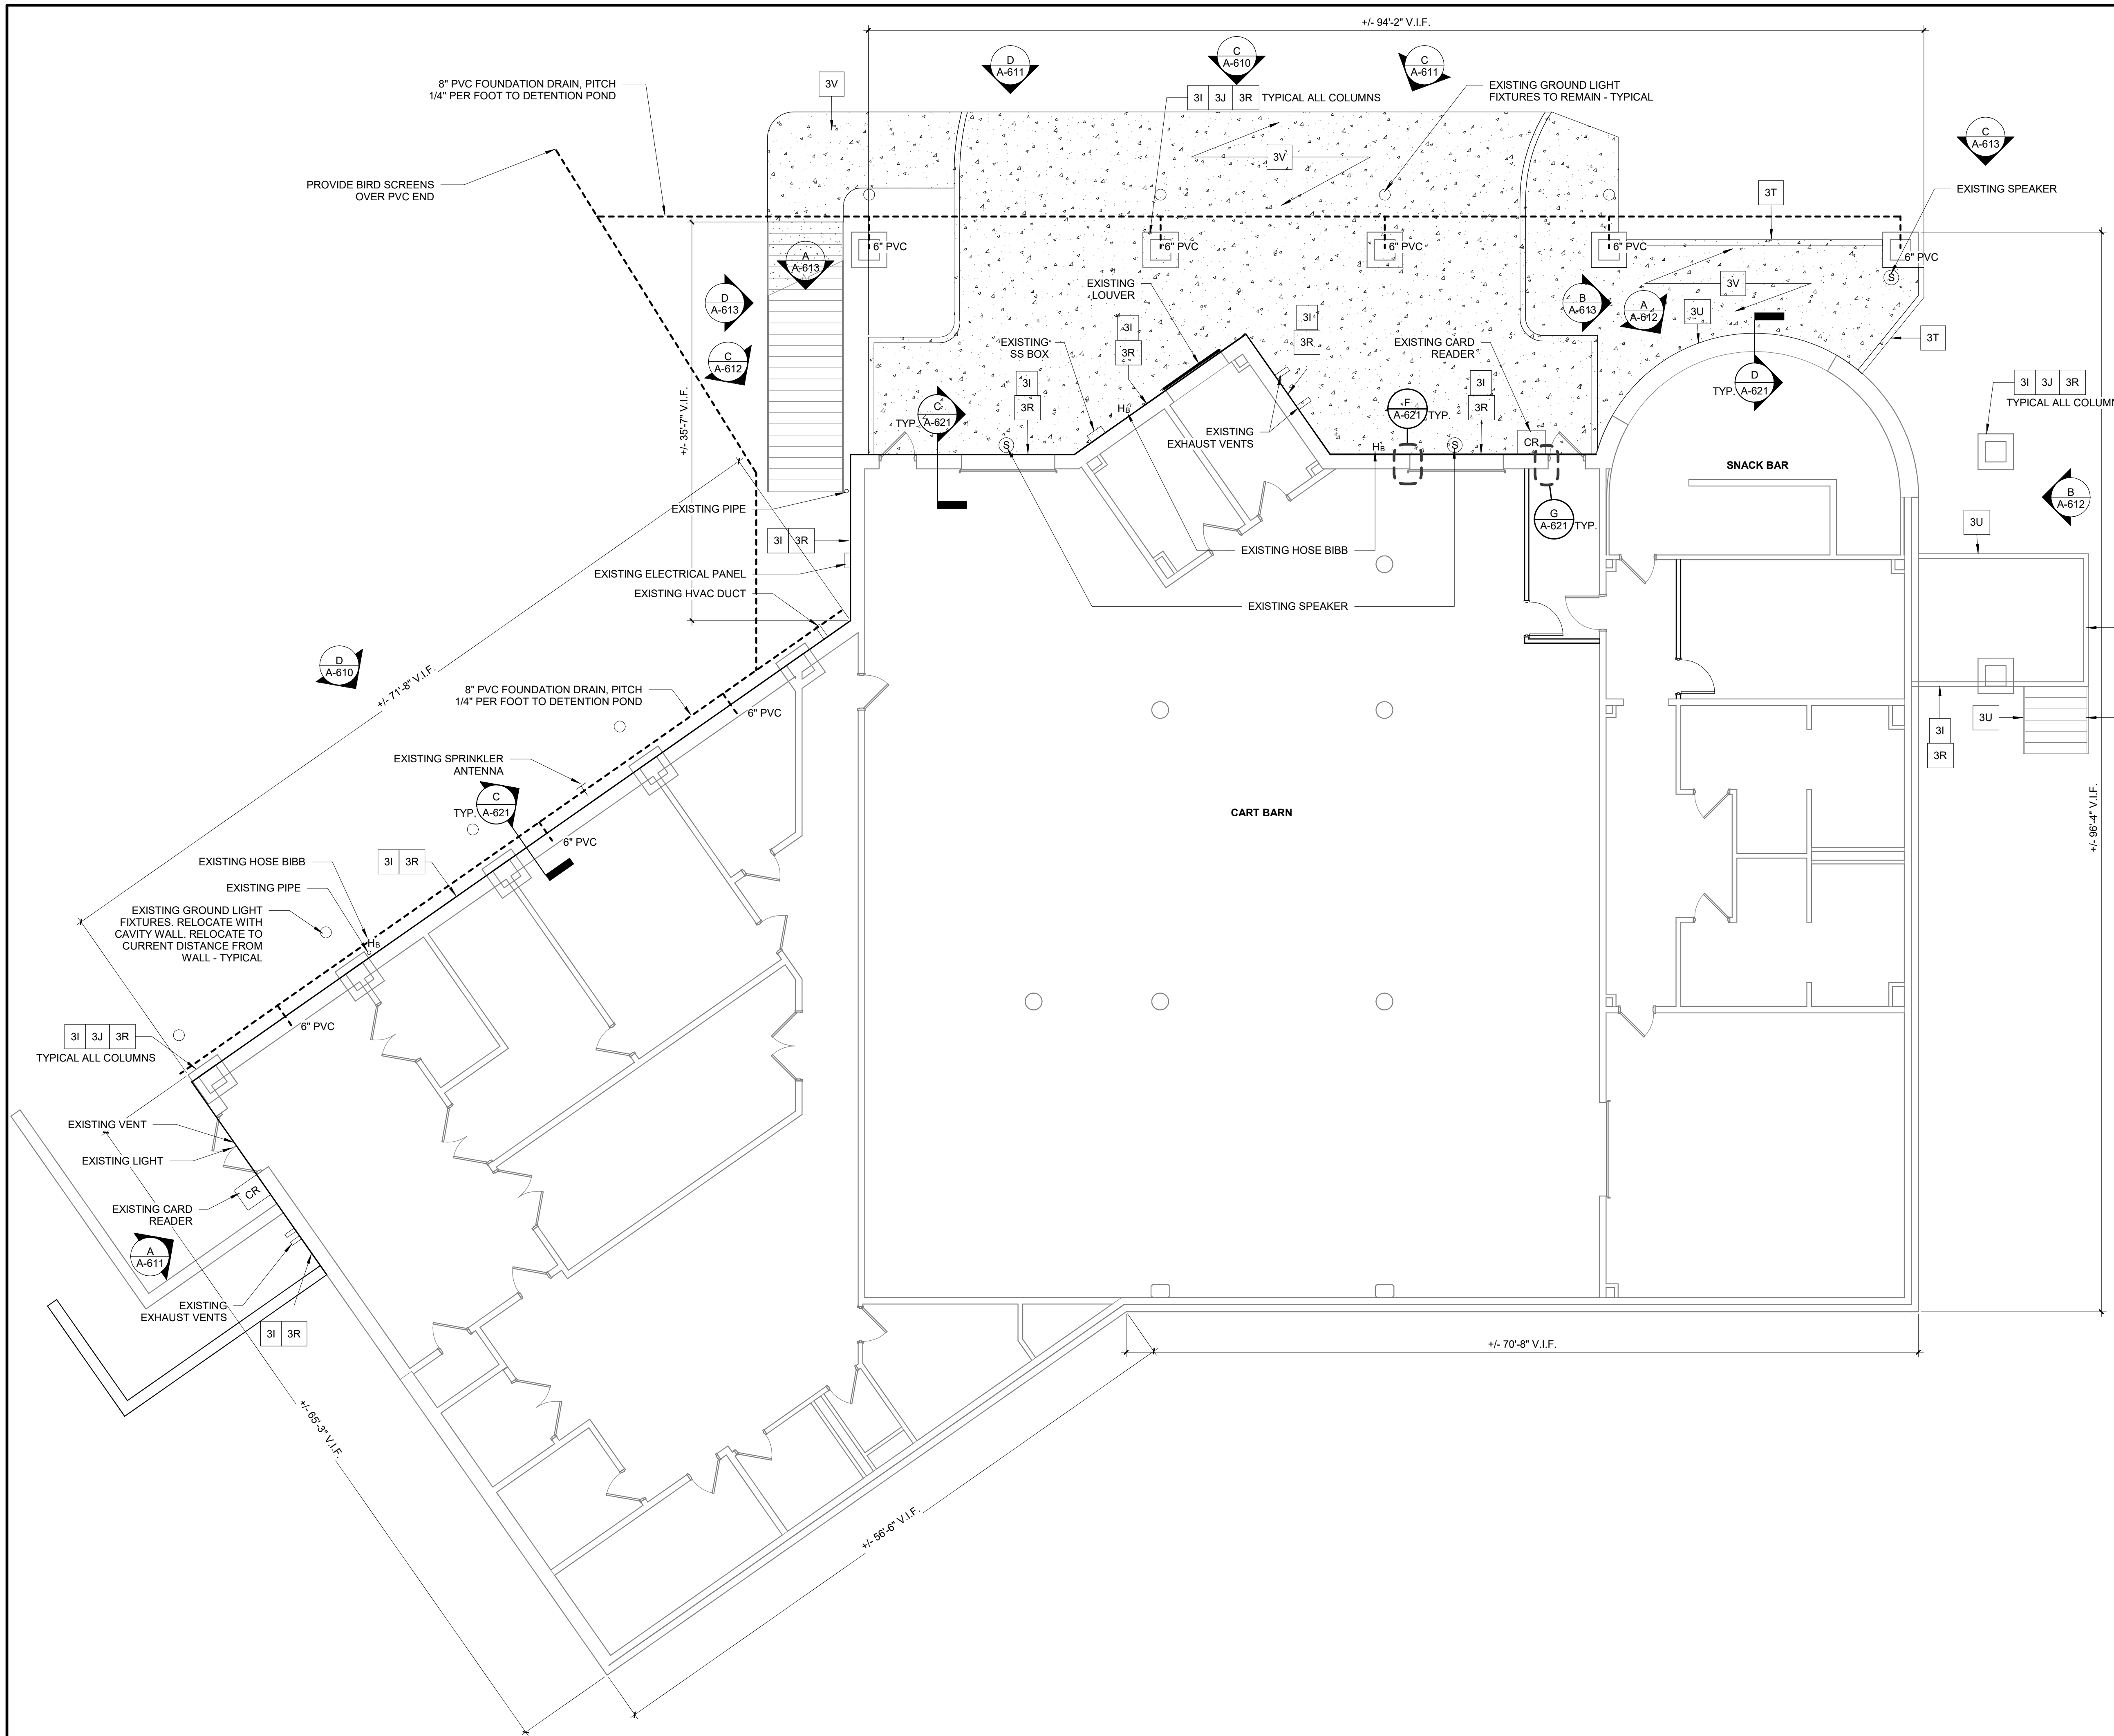 +/- 94'-2" V.I.F.
D
A-611
C
A-610
C
A-611
8" PVC FOUNDATION DRAIN, PITCH
1/4" PER FOOT TO DETENTION POND
3V
3I 3J 3R TYPICAL ALL COLUMNS
EXISTING GROUND LIGHT
FIXTURES TO REMAIN - TYPICAL
C
A-613
3V
PROVIDE BIRD SCREENS
OVER PVC END
3T
EXISTING SPEAKER
6" PVC
6" PVC
6" PVC
6" PVC
6" PVC
A
A-613
S
D
A-613
EXISTING
LOUVER
B
A-613
A
A-612
3V
3U
3I
3R
3I
3R
EXISTING
SS BOX
EXISTING CARD
READER
3T
C
A-612
3I
3R
3I
3R
D
A-621
TYP.
3I 3J 3R
TYPICAL ALL COLUM
+/- 35'-7" V.I.F.
C
A-621
TYP.
HB
F
A-621
TYP.
S
EXISTING
EXHAUST VENTS
HB
S
CR
SNACK BAR
B
A-612
EXISTING PIPE
G
A-621
TYP.
3U
3I 3R
EXISTING HOSE BIBB
EXISTING ELECTRICAL PANEL
EXISTING HVAC DUCT
EXISTING SPEAKER
D
A-610
+/- 71'-8" V.I.F.
8" PVC FOUNDATION DRAIN, PITCH
1/4" PER FOOT TO DETENTION POND
6" PVC
3U
3I
3R
EXISTING SPRINKLER
ANTENNA
C
A-621
TYP.
CART BARN
+/- 96'-4" V.I.F.
6" PVC
EXISTING HOSE BIBB
3I 3R
EXISTING PIPE
EXISTING GROUND LIGHT
FIXTURES. RELOCATE WITH
CAVITY WALL. RELOCATE TO
CURRENT DISTANCE FROM
WALL - TYPICAL
HB
6" PVC
3I 3J 3R
TYPICAL ALL COLUMNS
EXISTING VENT
EXISTING LIGHT
CR
EXISTING CARD
READER
A
A-611
EXISTING
EXHAUST VENTS
3I 3R
+/- 70'-8" V.I.F.
+/- 65'-3" V.I.F.
+/- 56'-6" V.I.F.